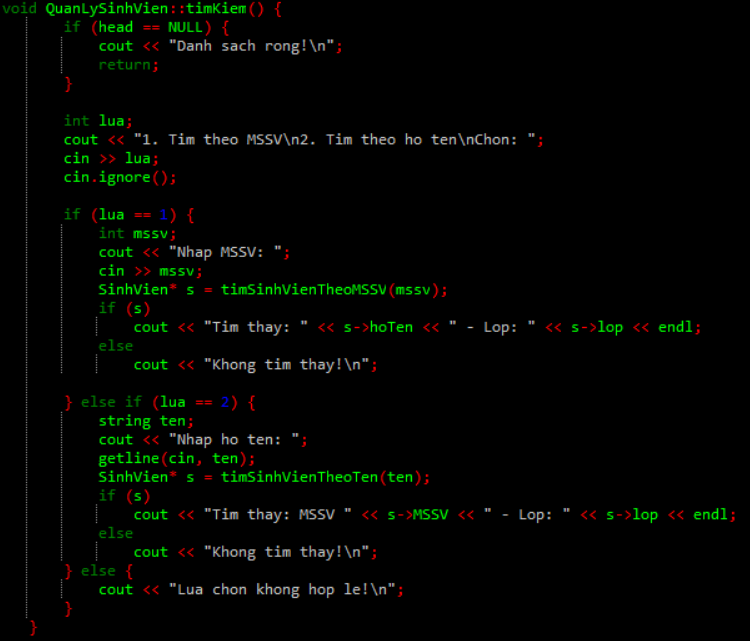 void QuanLySinhVien::timKiem() {
    if (head == NULL) {
        cout << "Danh sach rong!\n";
        return;
    }

    int lua;
    cout << "1. Tim theo MSSV\n2. Tim theo ho ten\nChon: ";
    cin >> lua;
    cin.ignore();

    if (lua == 1) {
        int mssv;
        cout << "Nhap MSSV: ";
        cin >> mssv;
        SinhVien* s = timSinhVienTheoMSSV(mssv);
        if (s)
            cout << "Tim thay: " << s->hoTen << " - Lop: " << s->lop << endl;
        else
            cout << "Khong tim thay!\n";

    } else if (lua == 2) {
        string ten;
        cout << "Nhap ho ten: ";
        getline(cin, ten);
        SinhVien* s = timSinhVienTheoTen(ten);
        if (s)
            cout << "Tim thay: MSSV " << s->MSSV << " - Lop: " << s->lop << endl;
        else
            cout << "Khong tim thay!\n";
    } else {
        cout << "Lua chon khong hop le!\n";
    }
}